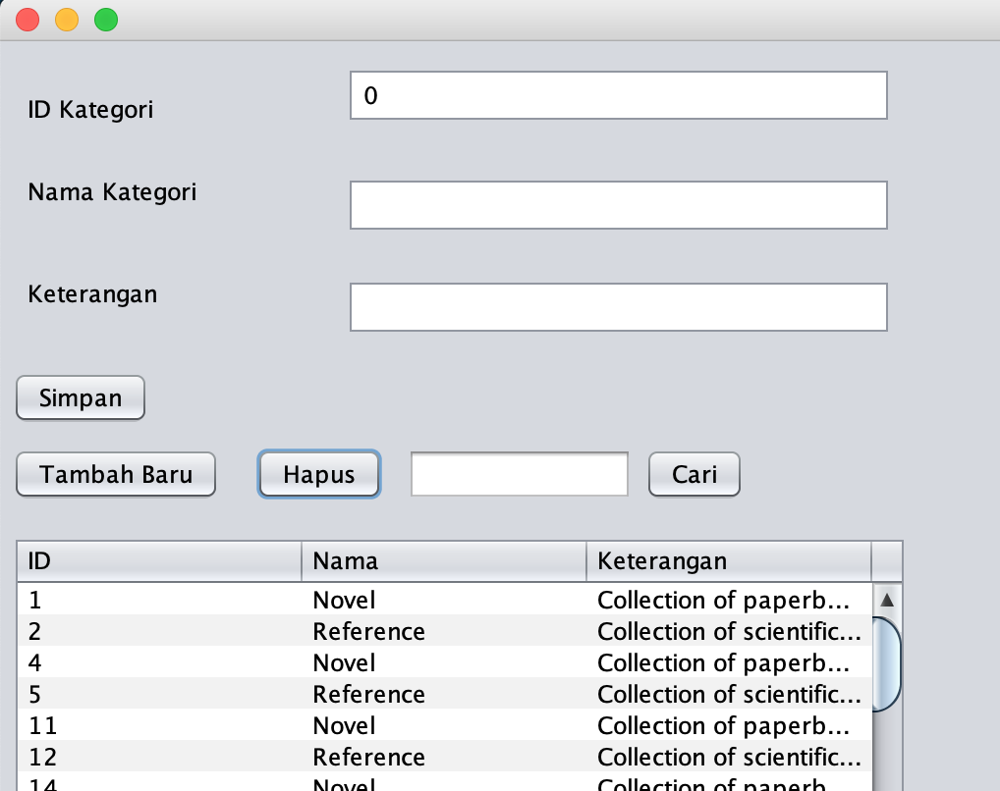 ID Kategori 0
Nama Kategori
Keterangan
Simpan
Tambah Baru Hapus Cari
ID Nama Keterangan
1 Novel Collection of paperb...
2 Reference Collection of scientific...
4 Novel Collection of paperb...
5 Reference Collection of scientific...
11 Novel Collection of paperb...
12 Reference Collection of scientific...
14 Novel Collection of paperb